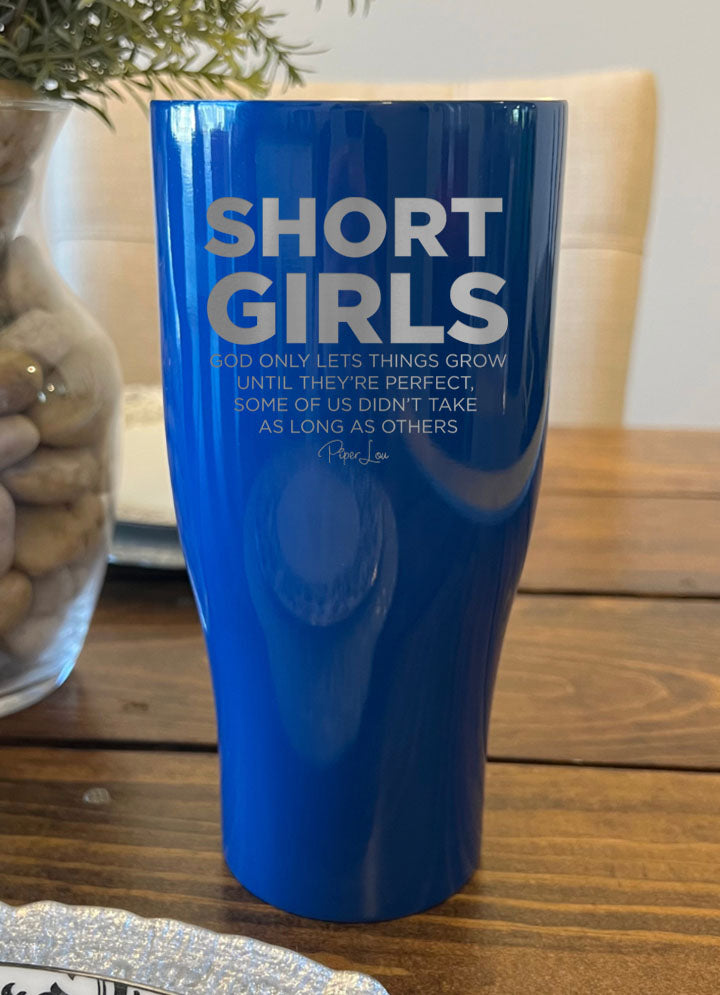 SHORT
GIRLS
GOD ONLY LETS THINGS GROW
UNTIL THEY'RE PERFECT,
SOME OF US DIDN'T TAKE
AS LONG AS OTHERS
Piper Lou